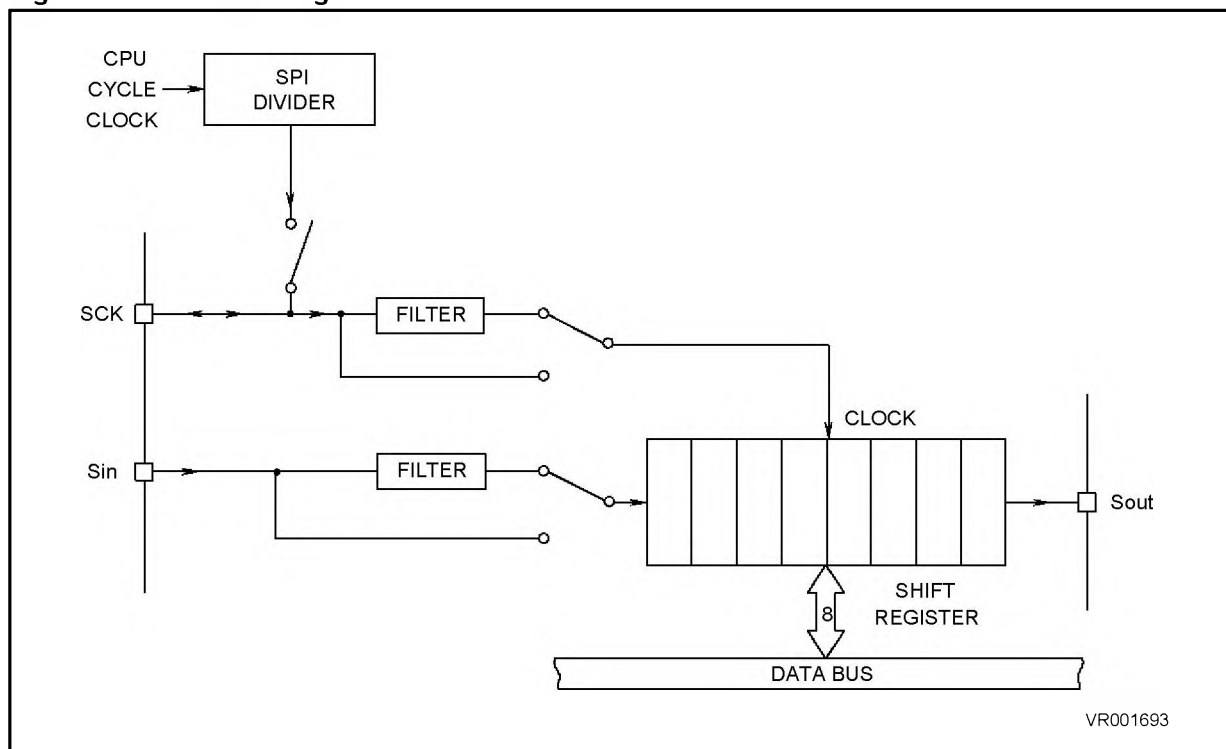 CPU
CYCLE
CLOCK
SPI
DIVIDER
SCK
FILTER
CLOCK
Sin
FILTER
Sout
8
SHIFT
REGISTER
DATA BUS
VR001693